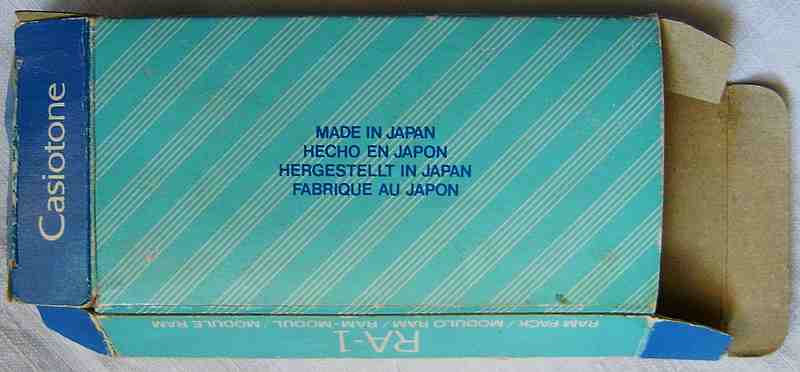 Casiotone
MADE IN JAPAN
HECHO EN JAPON
HERGESTELLT IN JAPAN
FABRIQUE AU JAPON
RA-1
RAM PACK / MODULO RAM / RAM-MODUL MODULE RAM